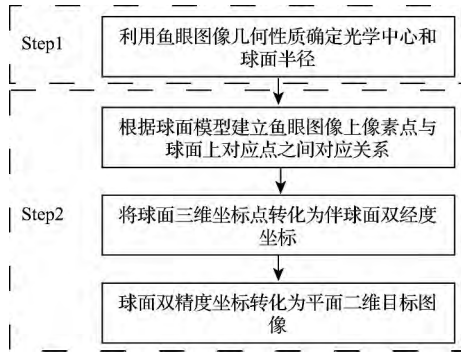 Step1
利用鱼眼图像几何性质确定光学中心和
球面半径
根据球面模型建立鱼眼图像上像素点与
球面上对应点之间对应关系
Step2
将球面三维坐标点转化为伴球面双经度
坐标
球面双精度坐标转化为平面二维目标图
像